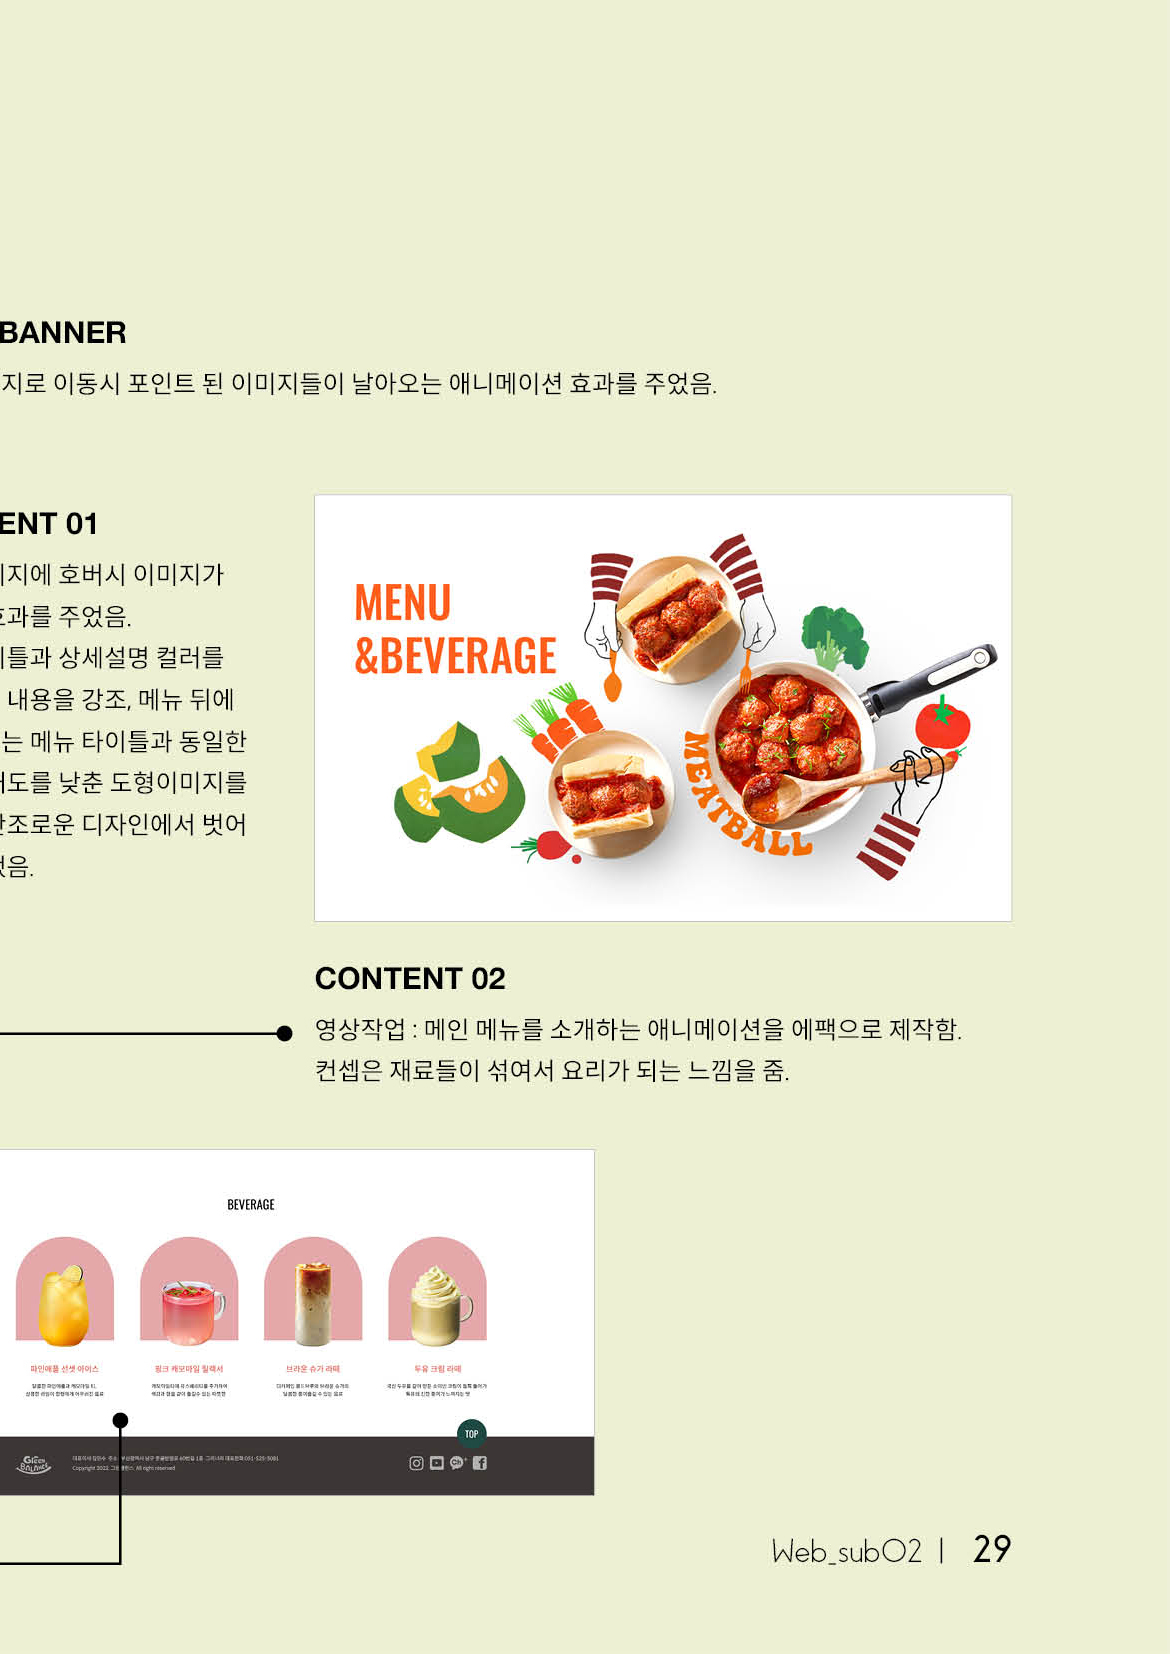 BANNER
지로 이동시 포인트 된 이미지들이 날아오는 애니메이션 효과를 주었음.
ENT 01
지에 호버시 이미지가
과를 주었음.
틀과 상세설명 컬러를
내용을 강조, 메뉴 뒤에
는 메뉴 타이틀과 동일한
도를 낮춘 도형이미지를
조로운 디자인에서 벗어
음.
MENU
&BEVERAGE
MEATBALL
CONTENT 02
영상작업 : 메인 메뉴를 소개하는 애니메이션을 에팩으로 제작함.
컨셉은 재료들이 섞여서 요리가 되는 느낌을 줌.
BEVERAGE
파인애플 선셋 아이스
핑크 캐모마일 릴렉서
브라운 슈가 라떼
두유 크림 라떼
TOP
Green
BALANCE
Copyright 2022. All right reserved
Web_sub02 | 29